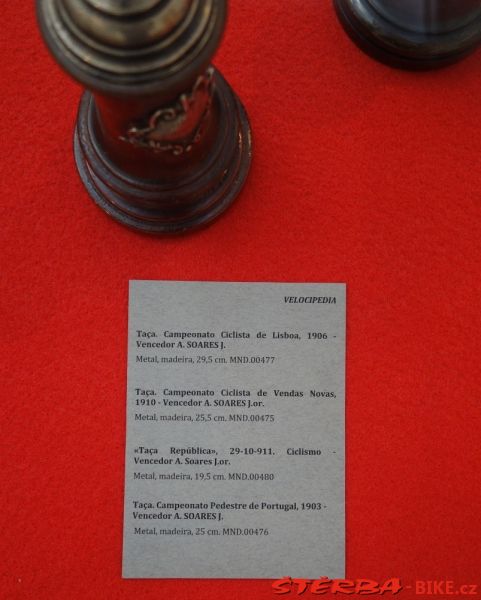 VELOCIPEDIA
Taça. Campeonato Ciclista de Lisboa, 1906 -
Vencedor A. SOARES J.
Metal, madeira, 29,5 cm. MND.00477
Taça. Campeonato Ciclista de Vendas Novas,
1910 - Vencedor A. SOARES J.or.
Metal, madeira, 25,5 cm. MND.00475
«Taça República», 29-10-911. Ciclismo -
Vencedor A. Soares J.or.
Metal, madeira, 19,5 cm. MND.00480
Taça. Campeonato Pedestre de Portugal, 1903 -
Vencedor A. SOARES J.
Metal, madeira, 25 cm. MND.00476
ŠTĚRBA-BIKE.cz